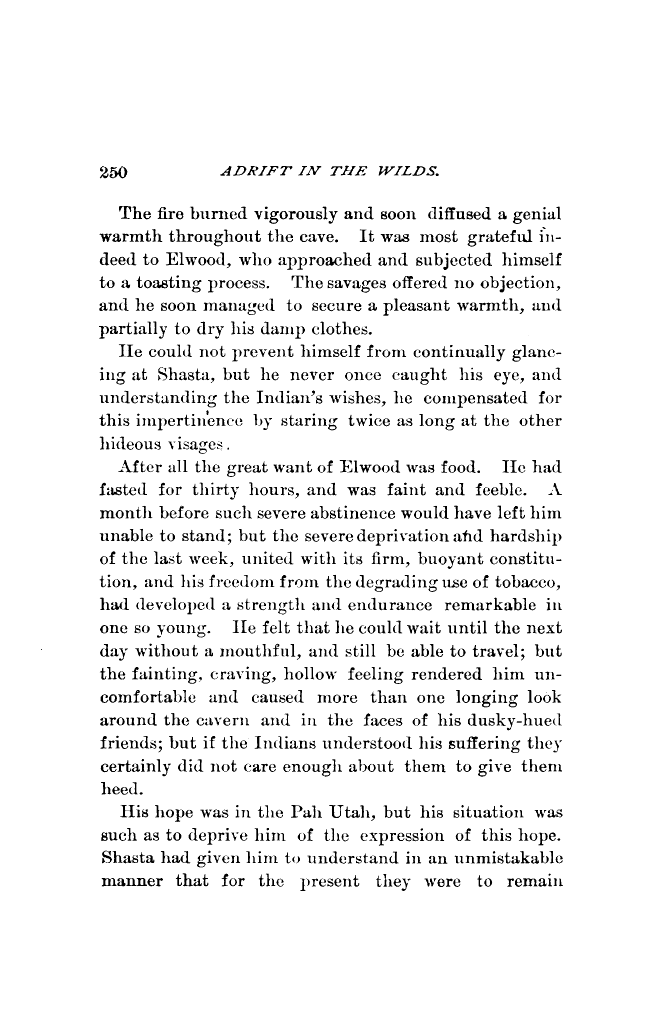 250 ADRIFT IN THE WILDS.
The fire burned vigorously and soon diffused a genial
warmth throughout the cave. It was most grateful in-
deed to Elwood, who approached and subjected himself
to a toasting process. The savages offered no objection,
and he soon managed to secure a pleasant warmth, and
partially to dry his damp clothes.
He could not prevent himself from continually glanc-
ing at Shasta, but he never once caught his eye, and
understanding the Indian's wishes, he compensated for
this impertinence by staring twice as long at the other
hideous visages.
After all the great want of Elwood was food. He had
fasted for thirty hours, and was faint and feeble. A
month before such severe abstinence would have left him
unable to stand; but the severe deprivation and hardship
of the last week, united with its firm, buoyant constitu-
tion, and his freedom from the degrading use of tobacco,
had developed a strength and endurance remarkable in
one so young. He felt that he could wait until the next
day without a mouthful, and still be able to travel; but
the fainting, craving, hollow feeling rendered him un-
comfortable and caused more than one longing look
around the cavern and in the faces of his dusky-hued
friends; but if the Indians understood his suffering they
certainly did not care enough about them to give them
heed.
His hope was in the Pah Utah, but his situation was
such as to deprive him of the expression of this hope.
Shasta had given him to understand in an unmistakable
manner that for the present they were to remain